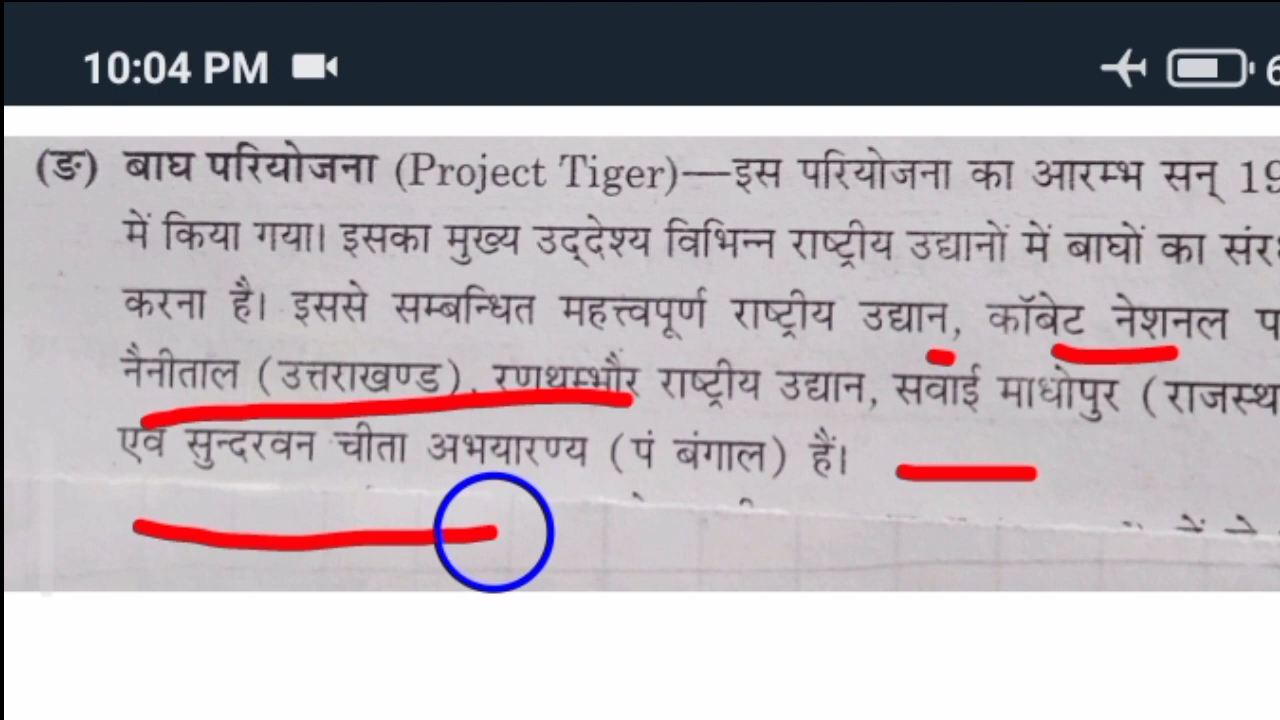 10:04 PM 6
(ङ) बाघ परियोजना (Project Tiger)—इस परियोजना का आरम्भ सन् 19
में किया गया। इसका मुख्य उद्देश्य विभिन्न राष्ट्रीय उद्यानों में बाघों का संर
करना है। इससे सम्बन्धित महत्त्वपूर्ण राष्ट्रीय उद्यान, कॉबेट नेशनल प
नैनीताल (उत्तराखण्ड), रणथम्भौर राष्ट्रीय उद्यान, सवाई माधोपुर (राजस्थ
एवं सुन्दरवन चीता अभयारण्य (पं बंगाल) हैं।